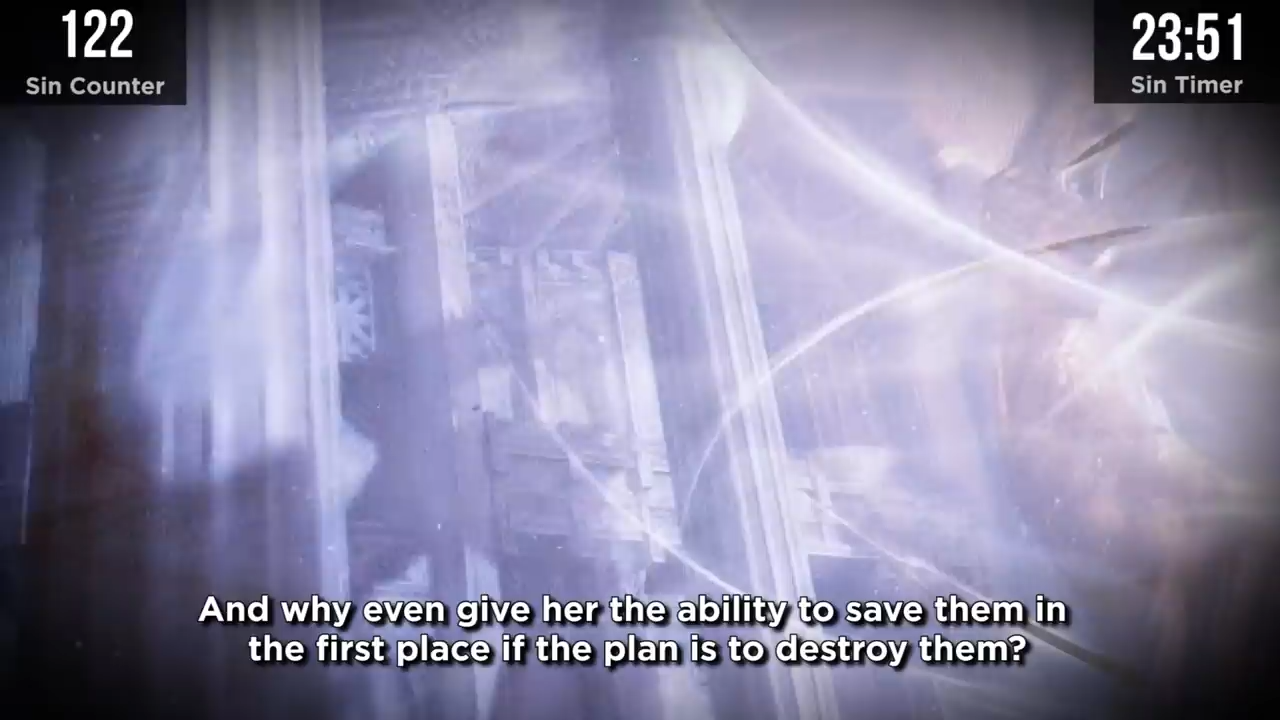 122
Sin Counter
23:51
Sin Timer
And why even give her the ability to save them in
the first place if the plan is to destroy them?